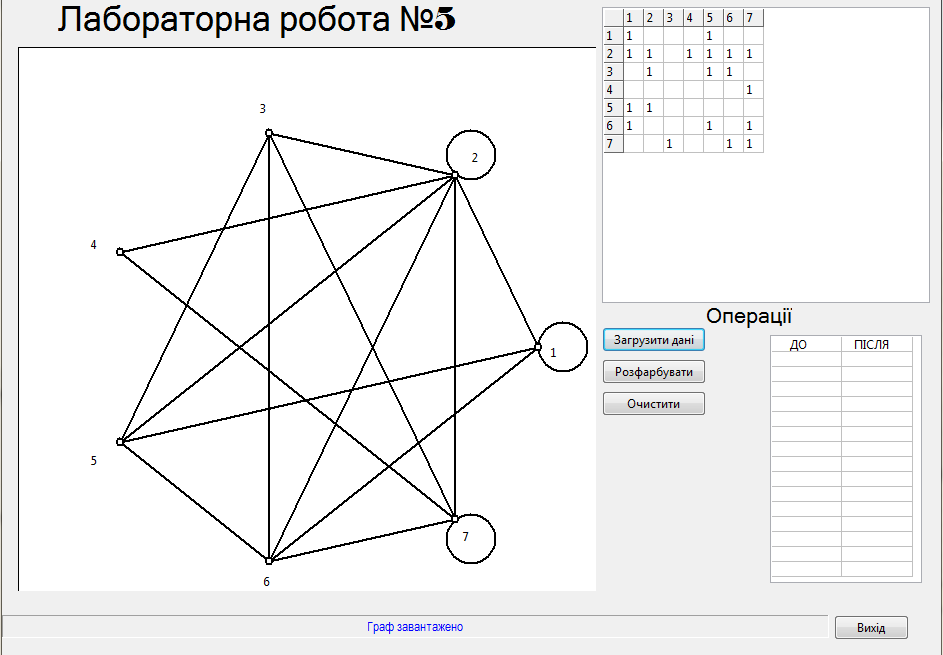 Лабораторна робота №5
3
2
4
1
5
7
6
1 2 3 4 5 6 7
1 1 1
2 1 1 1 1 1 1
3 1 1 1
4 1
5 1 1
6 1 1 1
7 1 1 1
Операції
Загрузити дані
Розфарбувати
Очистити
ДО ПІСЛЯ
Граф завантажено
Вихід